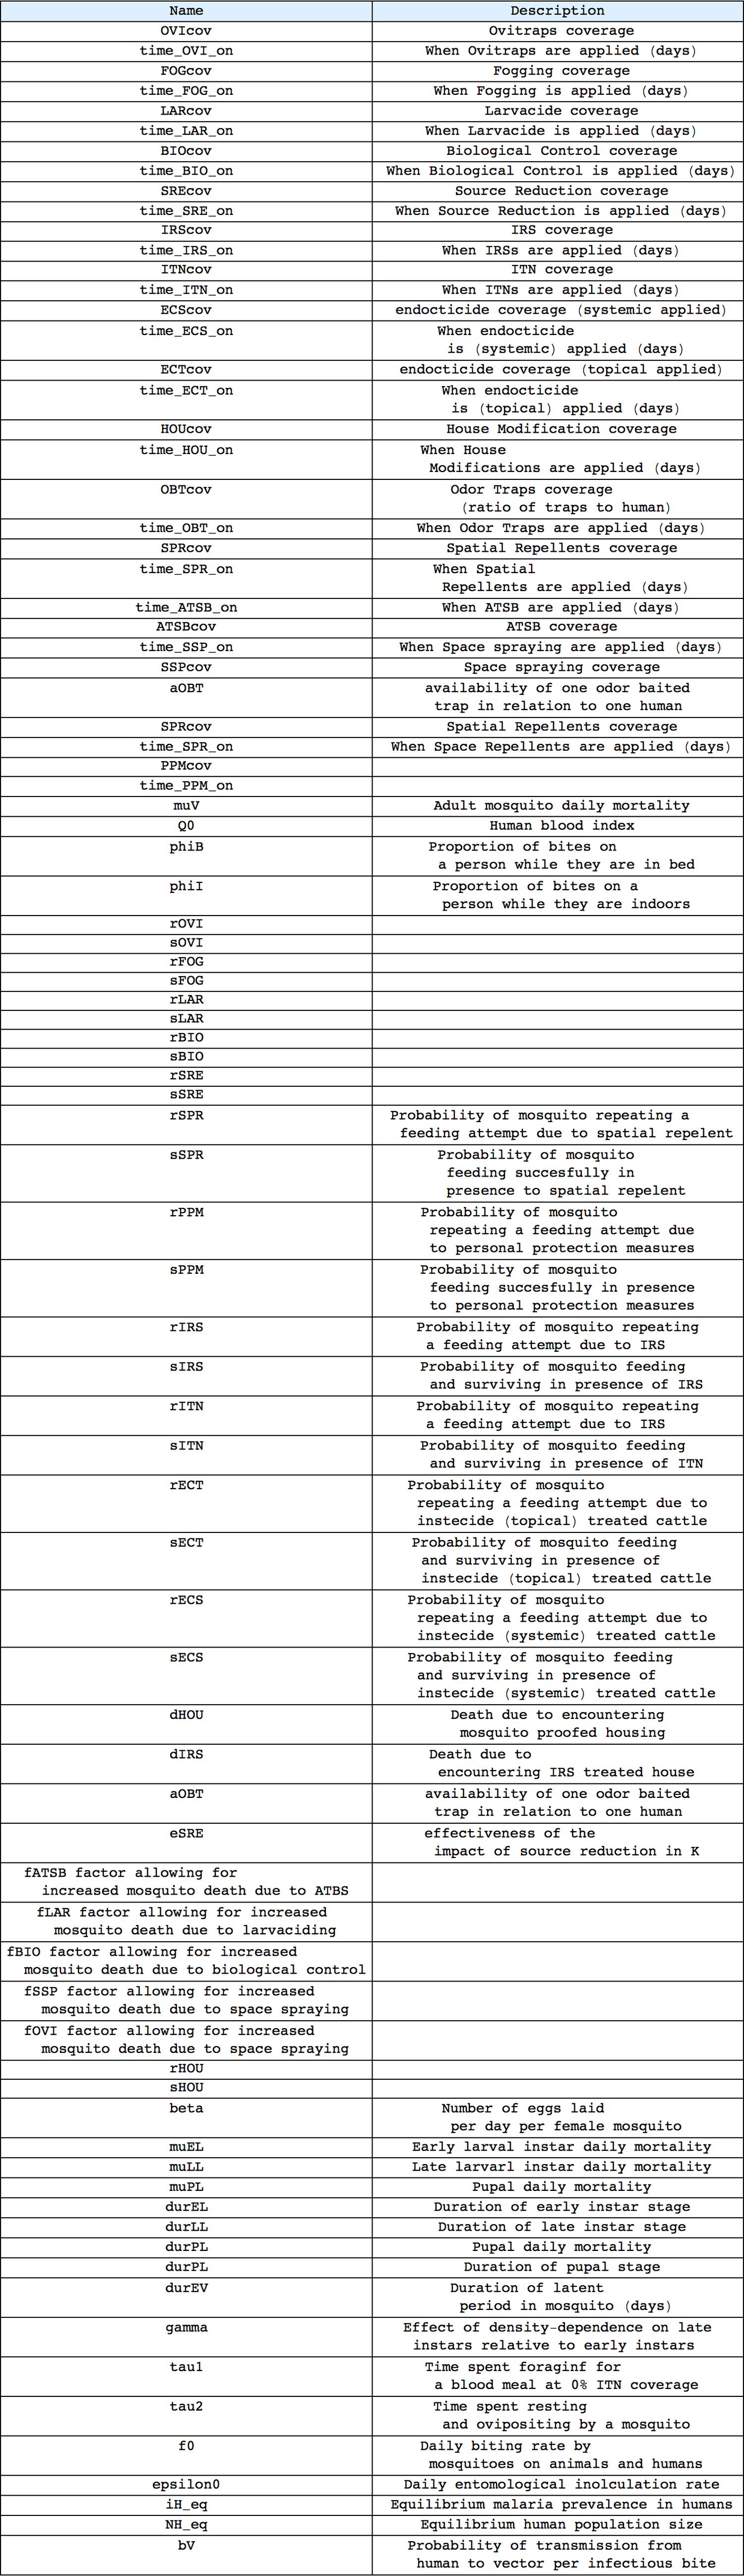 Name Description
OVIcov Ovitraps coverage
time_OVI_on When Ovitraps are applied (days)
FOGcov Fogging coverage
time_FOG_on When Fogging is applied (days)
LARcov Larvacide coverage
time_LAR_on When Larvacide is applied (days)
BIOcov Biological Control coverage
time_BIO_on When Biological Control is applied (days)
SREcov Source Reduction coverage
time_SRE_on When Source Reduction is applied (days)
IRScov IRS coverage
time_IRS_on When IRSs are applied (days)
ITNcov ITN coverage
time_ITN_on When ITNs are applied (days)
ECScov endocticide coverage (systemic applied)
time_ECS_on When endocticide
is (systemic) applied (days)
ECTcov endocticide coverage (topical applied)
time_ECT_on When endocticide
is (topical) applied (days)
HOUcov House Modification coverage
time_HOU_on When House
Modifications are applied (days)
OBTcov Odor Traps coverage
(ratio of traps to human)
time_OBT_on When Odor Traps are applied (days)
SPRcov Spatial Repellents coverage
time_SPR_on When Spatial
Repellents are applied (days)
time_ATSB_on When ATSB are applied (days)
ATSBcov ATSB coverage
time_SSP_on When Space spraying are applied (days)
SSPcov Space spraying coverage
aOBT availability of one odor baited
trap in relation to one human
SPRcov Spatial Repellents coverage
time_SPR_on When Space Repellents are applied (days)
PPMcov
time_PPM_on
muV Adult mosquito daily mortality
Q0 Human blood index
phiB Proportion of bites on
a person while they are in bed
phiI Proportion of bites on a
person while they are indoors
rOVI
sOVI
rFOG
sFOG
rLAR
sLAR
rBIO
sBIO
rSRE
sSRE
rSPR Probability of mosquito repeating a
feeding attempt due to spatial repelent
sSPR Probability of mosquito
feeding succesfully in
presence to spatial repelent
rPPM Probability of mosquito
repeating a feeding attempt due
to personal protection measures
sPPM Probability of mosquito
feeding succesfully in presence
to personal protection measures
rIRS Probability of mosquito repeating
a feeding attempt due to IRS
sIRS Probability of mosquito feeding
and surviving in presence of IRS
rITN Probability of mosquito repeating
a feeding attempt due to IRS
sITN Probability of mosquito feeding
and surviving in presence of ITN
rECT Probability of mosquito
repeating a feeding attempt due to
instecide (topical) treated cattle
sECT Probability of mosquito feeding
and surviving in presence of
instecide (topical) treated cattle
rECS Probability of mosquito
repeating a feeding attempt due to
instecide (systemic) treated cattle
sECS Probability of mosquito feeding
and surviving in presence of
instecide (systemic) treated cattle
dHOU Death due to encountering
mosquito proofed housing
dIRS Death due to
encountering IRS treated house
aOBT availability of one odor baited
trap in relation to one human
eSRE effectiveness of the
impact of source reduction in K
fATSB factor allowing for
increased mosquito death due to ATBS
fLAR factor allowing for increased
mosquito death due to larvaciding
fBIO factor allowing for increased
mosquito death due to biological control
fSSP factor allowing for increased
mosquito death due to space spraying
fOVI factor allowing for increased
mosquito death due to space spraying
rHOU
sHOU
beta Number of eggs laid
per day per female mosquito
muEL Early larval instar daily mortality
muLL Late larvarl instar daily mortality
muPL Pupal daily mortality
durEL Duration of early instar stage
durLL Duration of late instar stage
durPL Pupal daily mortality
durPL Duration of pupal stage
durEV Duration of latent
period in mosquito (days)
gamma Effect of density-dependence on late
instars relative to early instars
tau1 Time spent foraginf for
a blood meal at 0% ITN coverage
tau2 Time spent resting
and ovipositing by a mosquito
f0 Daily biting rate by
mosquitoes on animals and humans
epsilon0 Daily entomological inolculation rate
iH_eq Equilibrium malaria prevalence in humans
NH_eq Equilibrium human population size
bV Probability of transmission from
human to vector per infectious bite